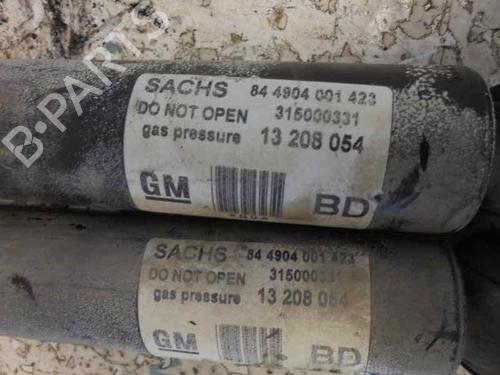 SACHS 84 4904 001 423
DO NOT OPEN 315000331
gas pressure 13 208 054
GM BD
SACHS 84 4904 001 423
DO NOT OPEN 315000331
gas pressure 13 208 054
GM BD